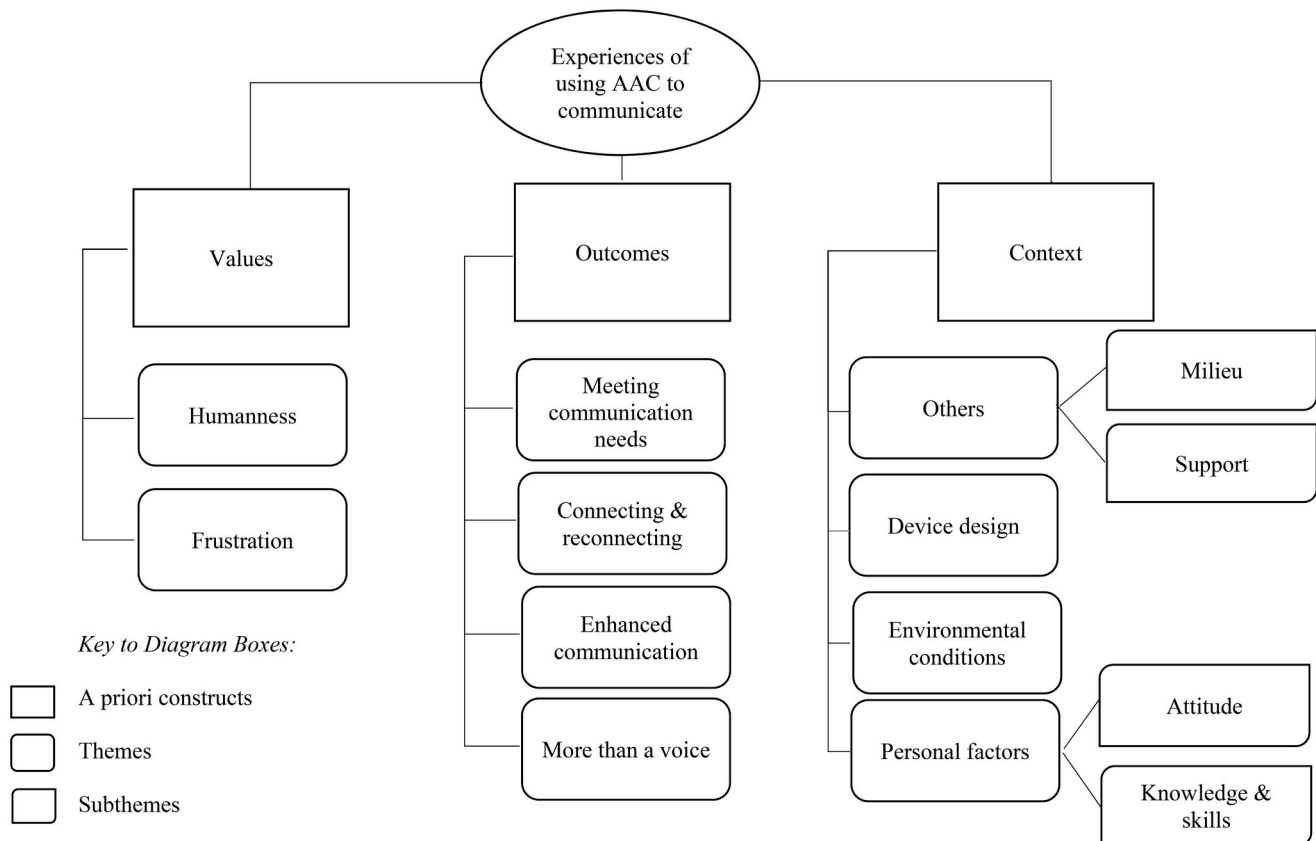 Experiences of
using AAC to
communicate
Values
Outcomes
Context
Humanness
Frustration
Meeting
communication
needs
Connecting &
reconnecting
Enhanced
communication
More than a voice
Others
Milieu
Support
Device design
Environmental
conditions
Personal factors
Attitude
Knowledge &
skills
Key to Diagram Boxes:
A priori constructs
Themes
Subthemes